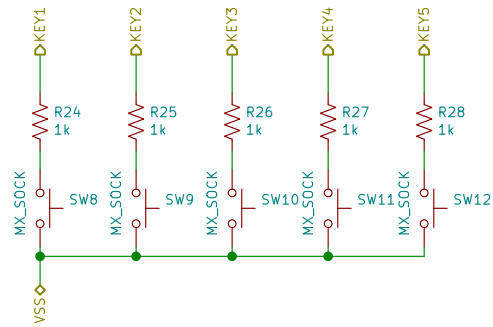 KEY1 KEY2 KEY3 KEY4 KEY5
R24 R25 R26 R27 R28
1k 1k 1k 1k 1k
MX_SOCK SW8 MX_SOCK SW9 MX_SOCK SW10 MX_SOCK SW11 MX_SOCK SW12
VSS